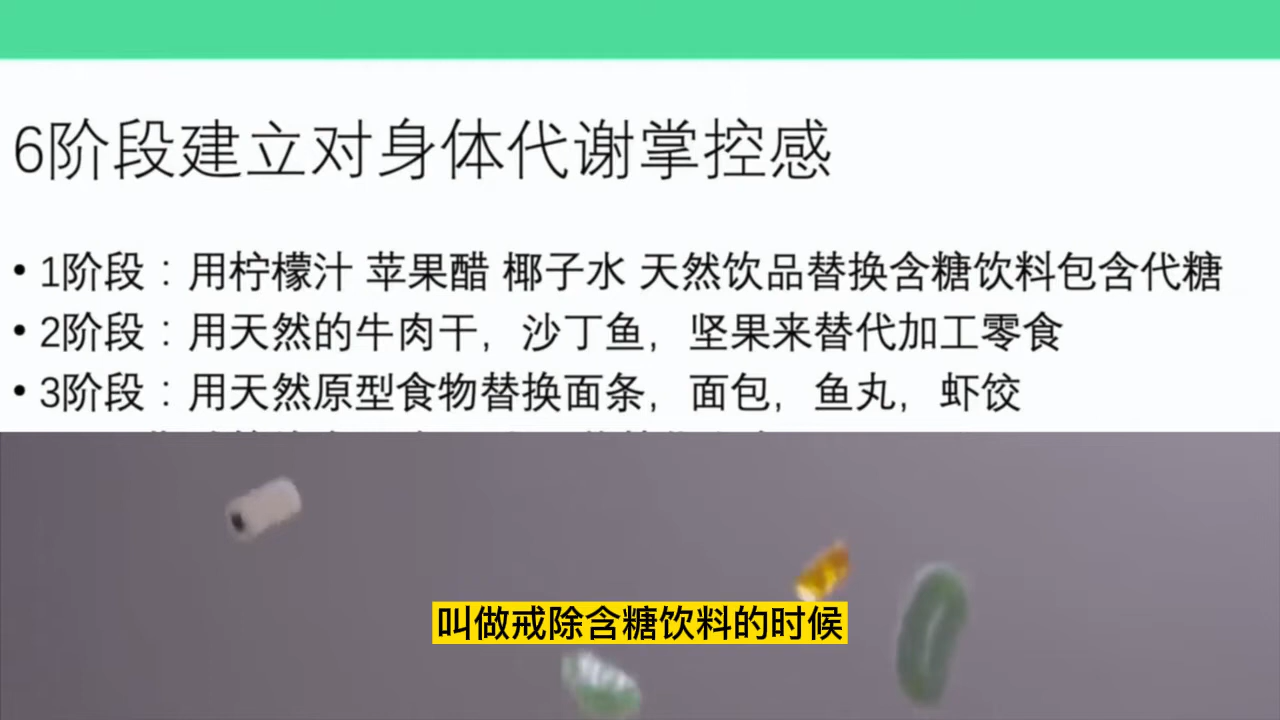 6阶段建立对身体代谢掌控感
• 1阶段：用柠檬汁 苹果醋 椰子水 天然饮品替换含糖饮料包含代糖
• 2阶段：用天然的牛肉干，沙丁鱼，坚果来替代加工零食
• 3阶段：用天然原型食物替换面条，面包，鱼丸，虾饺
叫做戒除含糖饮料的时候